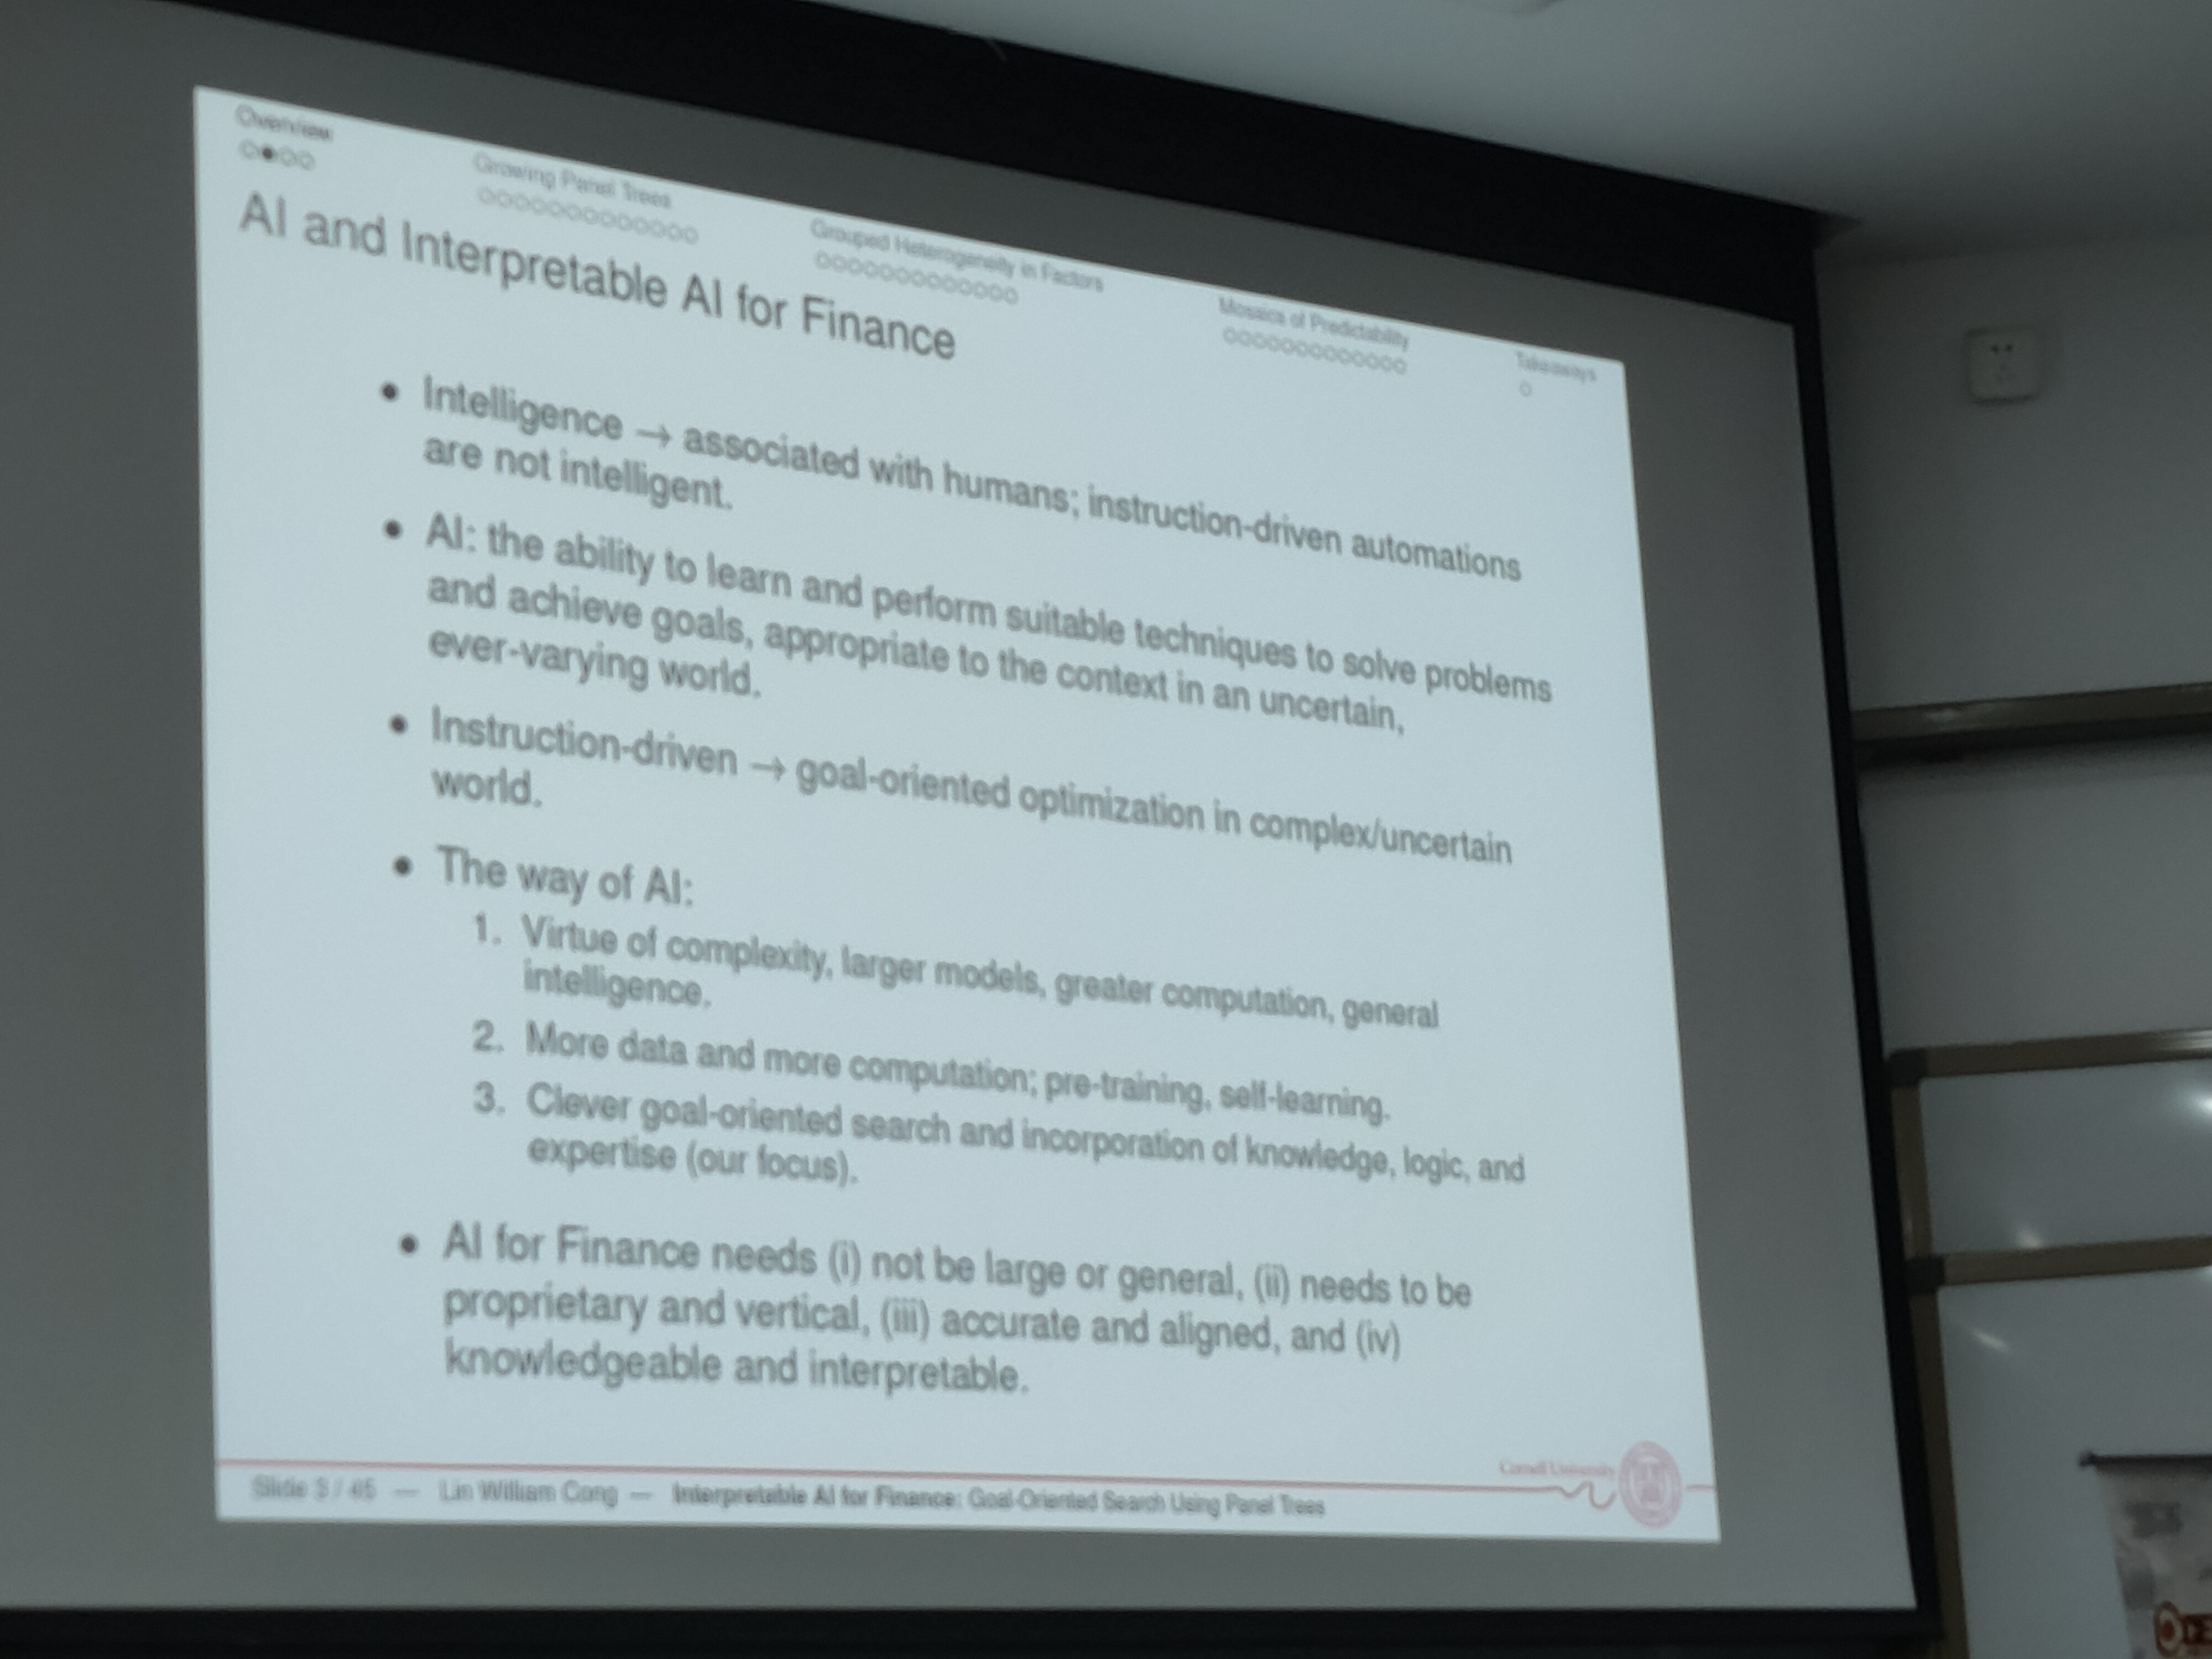 Overview
Growing Panel Trees
Grouped Heterogeneity in Factors
Mosaics of Predictability
Takeaways
AI and Interpretable AI for Finance
• Intelligence → associated with humans; instruction-driven automations
are not intelligent.
• AI: the ability to learn and perform suitable techniques to solve problems
and achieve goals, appropriate to the context in an uncertain,
ever-varying world.
• Instruction-driven → goal-oriented optimization in complex/uncertain
world.
• The way of AI:
1. Virtue of complexity, larger models, greater computation, general
intelligence.
2. More data and more computation; pre-training, self-learning.
3. Clever goal-oriented search and incorporation of knowledge, logic, and
expertise (our focus).
• AI for Finance needs (i) not be large or general, (ii) needs to be
proprietary and vertical, (iii) accurate and aligned, and (iv)
knowledgeable and interpretable.
Cornell University
Slide 3 / 45 — Lin William Cong — Interpretable AI for Finance: Goal-Oriented Search Using Panel Trees